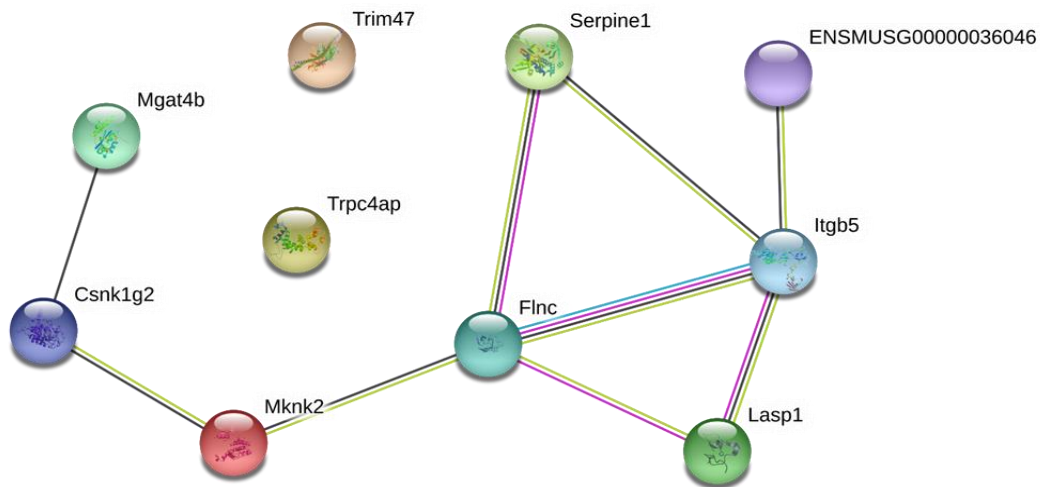 Trim47
Serpine1
ENSMUSG00000036046
Mgat4b
Trpc4ap
Itgb5
Csnk1g2
Flnc
Mknk2
Lasp1